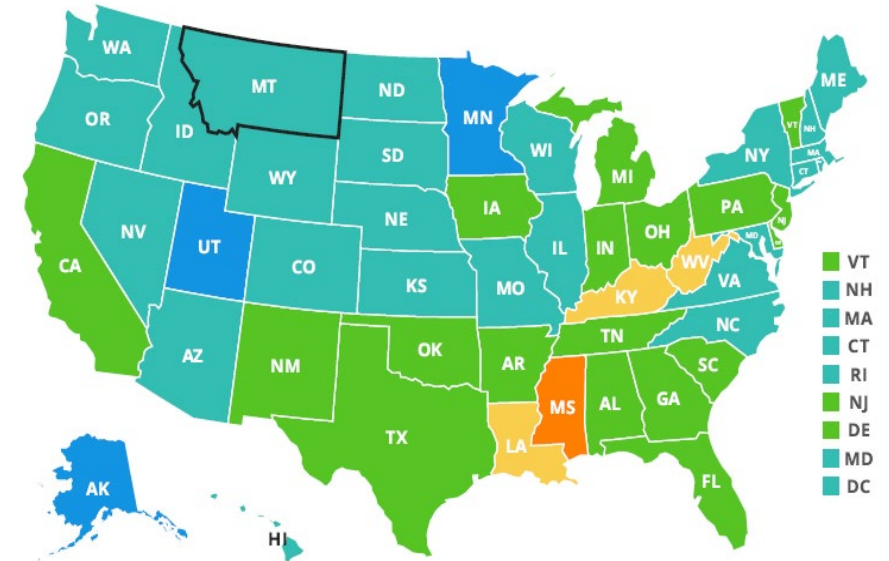 WA
MT
ND
MN
ME
OR
ID
SD
WI
VT
NH
WY
MI
NY
MA
CT
NV
NE
IA
PA
NJ
UT
CO
IL
IN
OH
MD
CA
KS
MO
WV
VA
KY
AZ
NM
OK
AR
TN
NC
SC
TX
MS
AL
GA
LA
FL
AK
HI
VT
NH
MA
CT
RI
NJ
DE
MD
DC